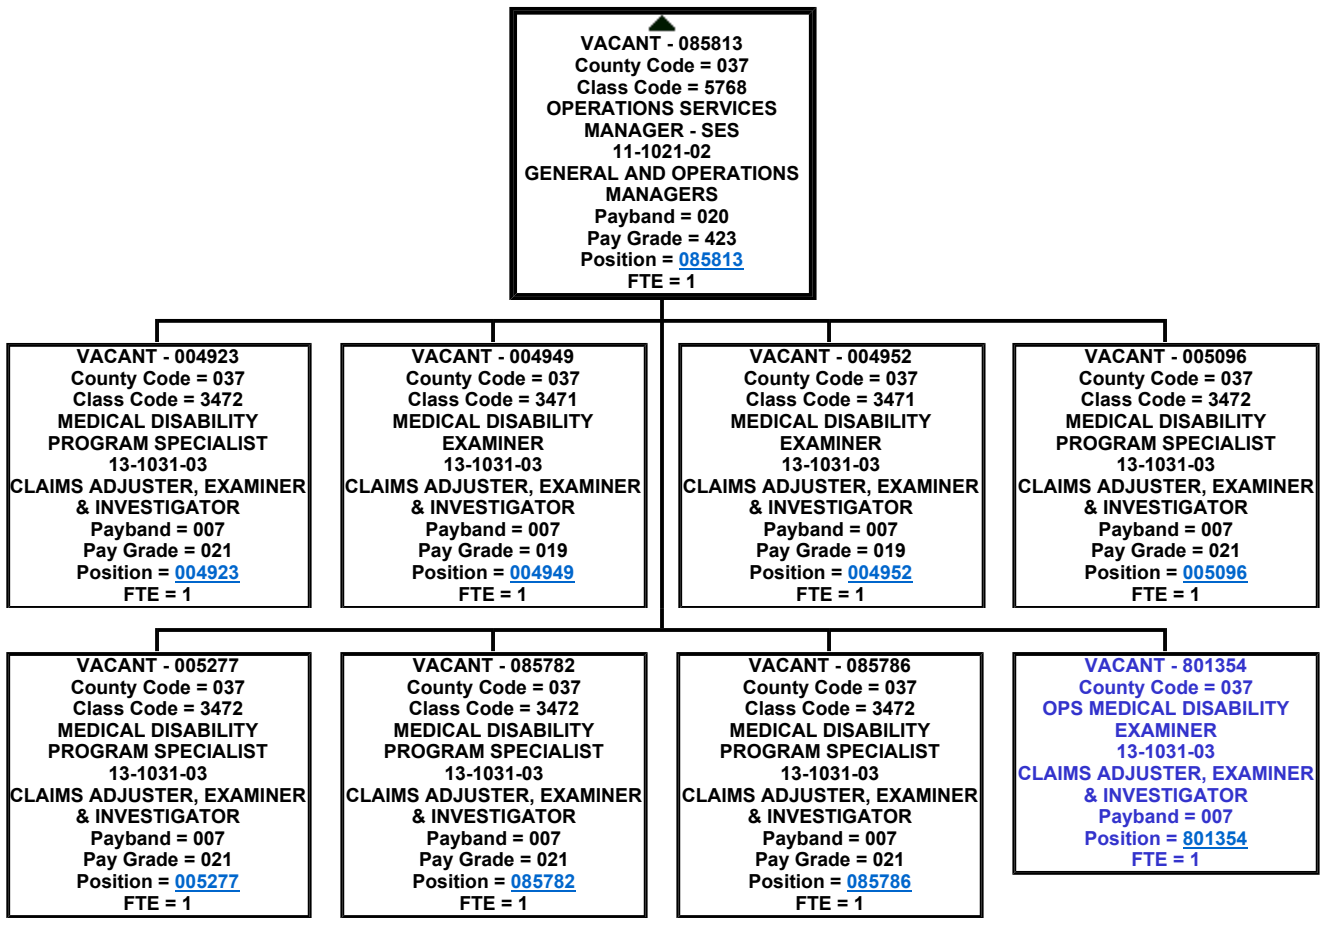 VACANT - 085813
County Code = 037
Class Code = 5768
OPERATIONS SERVICES
MANAGER - SES
11-1021-02
GENERAL AND OPERATIONS
MANAGERS
Payband = 020
Pay Grade = 423
Position = 085813
FTE = 1
VACANT - 004923
County Code = 037
Class Code = 3472
MEDICAL DISABILITY
PROGRAM SPECIALIST
13-1031-03
CLAIMS ADJUSTER, EXAMINER
& INVESTIGATOR
Payband = 007
Pay Grade = 021
Position = 004923
FTE = 1
VACANT - 004949
County Code = 037
Class Code = 3471
MEDICAL DISABILITY
EXAMINER
13-1031-03
CLAIMS ADJUSTER, EXAMINER
& INVESTIGATOR
Payband = 007
Pay Grade = 019
Position = 004949
FTE = 1
VACANT - 004952
County Code = 037
Class Code = 3471
MEDICAL DISABILITY
EXAMINER
13-1031-03
CLAIMS ADJUSTER, EXAMINER
& INVESTIGATOR
Payband = 007
Pay Grade = 019
Position = 004952
FTE = 1
VACANT - 005096
County Code = 037
Class Code = 3472
MEDICAL DISABILITY
PROGRAM SPECIALIST
13-1031-03
CLAIMS ADJUSTER, EXAMINER
& INVESTIGATOR
Payband = 007
Pay Grade = 021
Position = 005096
FTE = 1
VACANT - 005277
County Code = 037
Class Code = 3472
MEDICAL DISABILITY
PROGRAM SPECIALIST
13-1031-03
CLAIMS ADJUSTER, EXAMINER
& INVESTIGATOR
Payband = 007
Pay Grade = 021
Position = 005277
FTE = 1
VACANT - 085782
County Code = 037
Class Code = 3472
MEDICAL DISABILITY
PROGRAM SPECIALIST
13-1031-03
CLAIMS ADJUSTER, EXAMINER
& INVESTIGATOR
Payband = 007
Pay Grade = 021
Position = 085782
FTE = 1
VACANT - 085786
County Code = 037
Class Code = 3472
MEDICAL DISABILITY
PROGRAM SPECIALIST
13-1031-03
CLAIMS ADJUSTER, EXAMINER
& INVESTIGATOR
Payband = 007
Pay Grade = 021
Position = 085786
FTE = 1
VACANT - 801354
County Code = 037
OPS MEDICAL DISABILITY
EXAMINER
13-1031-03
CLAIMS ADJUSTER, EXAMINER
& INVESTIGATOR
Payband = 007
Position = 801354
FTE = 1